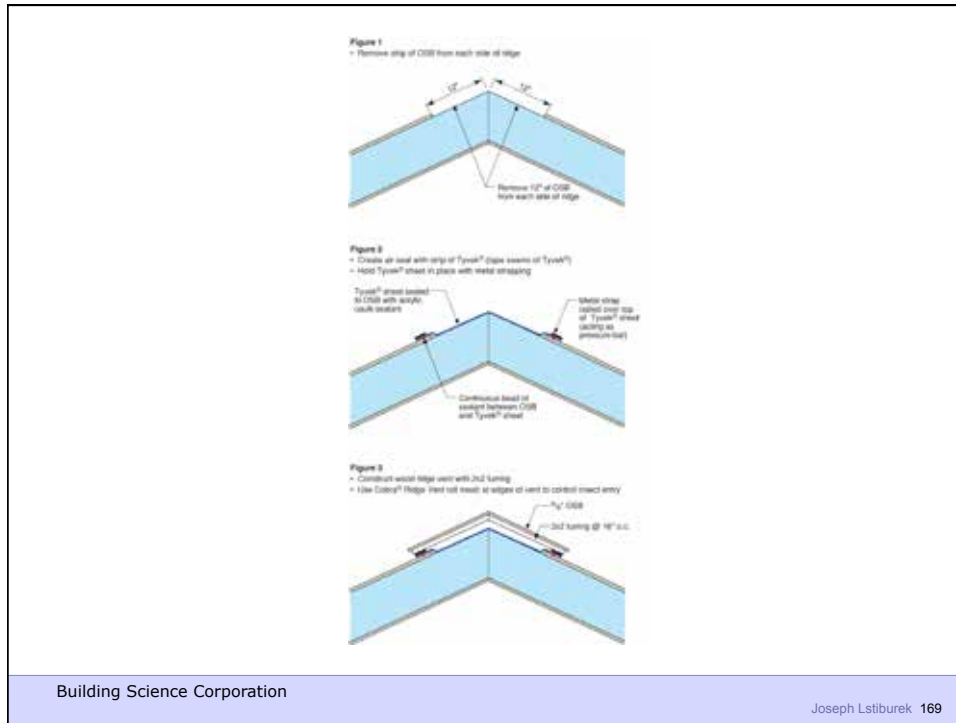 Figure 1
• Remove strip of OSB from each side of ridge
12"
12"
Remove 12" of OSB
from each side of ridge
Figure 2
• Create air seal with strip of Tyvek® (tape seams of Tyvek®)
• Hold Tyvek® sheet in place with metal strapping
Tyvek® sheet sealed
to OSB with acrylic
caulk sealant
Metal strap
nailed over top
of Tyvek® sheet
(acting as
pressure bar)
Continuous bead of
sealant between OSB
and Tyvek® sheet
Figure 3
• Construct wood ridge vent with 2x2 furring
• Use Cobra® Ridge Vent roll mesh at edges of vent to control insect entry
OSB
2x2 furring @ 16" o.c.
Building Science Corporation
Joseph Lstiburek 169